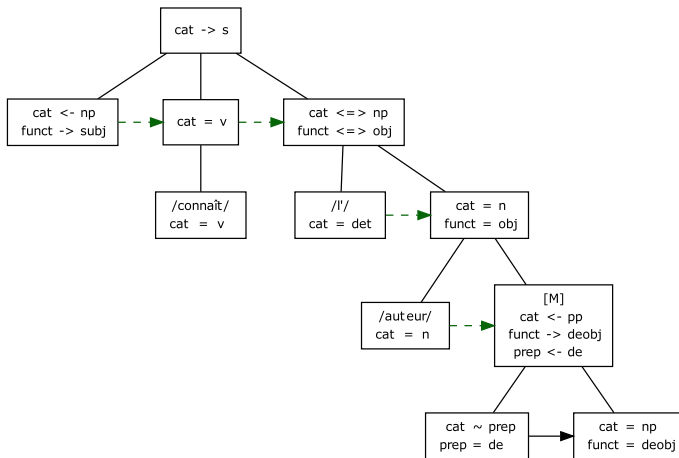 cat -> s
cat <- np
funct -> subj
cat = v
cat <=> np
funct <=> obj
/connaît/
cat = v
/l'/
cat = det
cat = n
funct = obj
/auteur/
cat = n
[M]
cat <- pp
funct -> deobj
prep <- de
cat ~ prep
prep = de
cat = np
funct = deobj